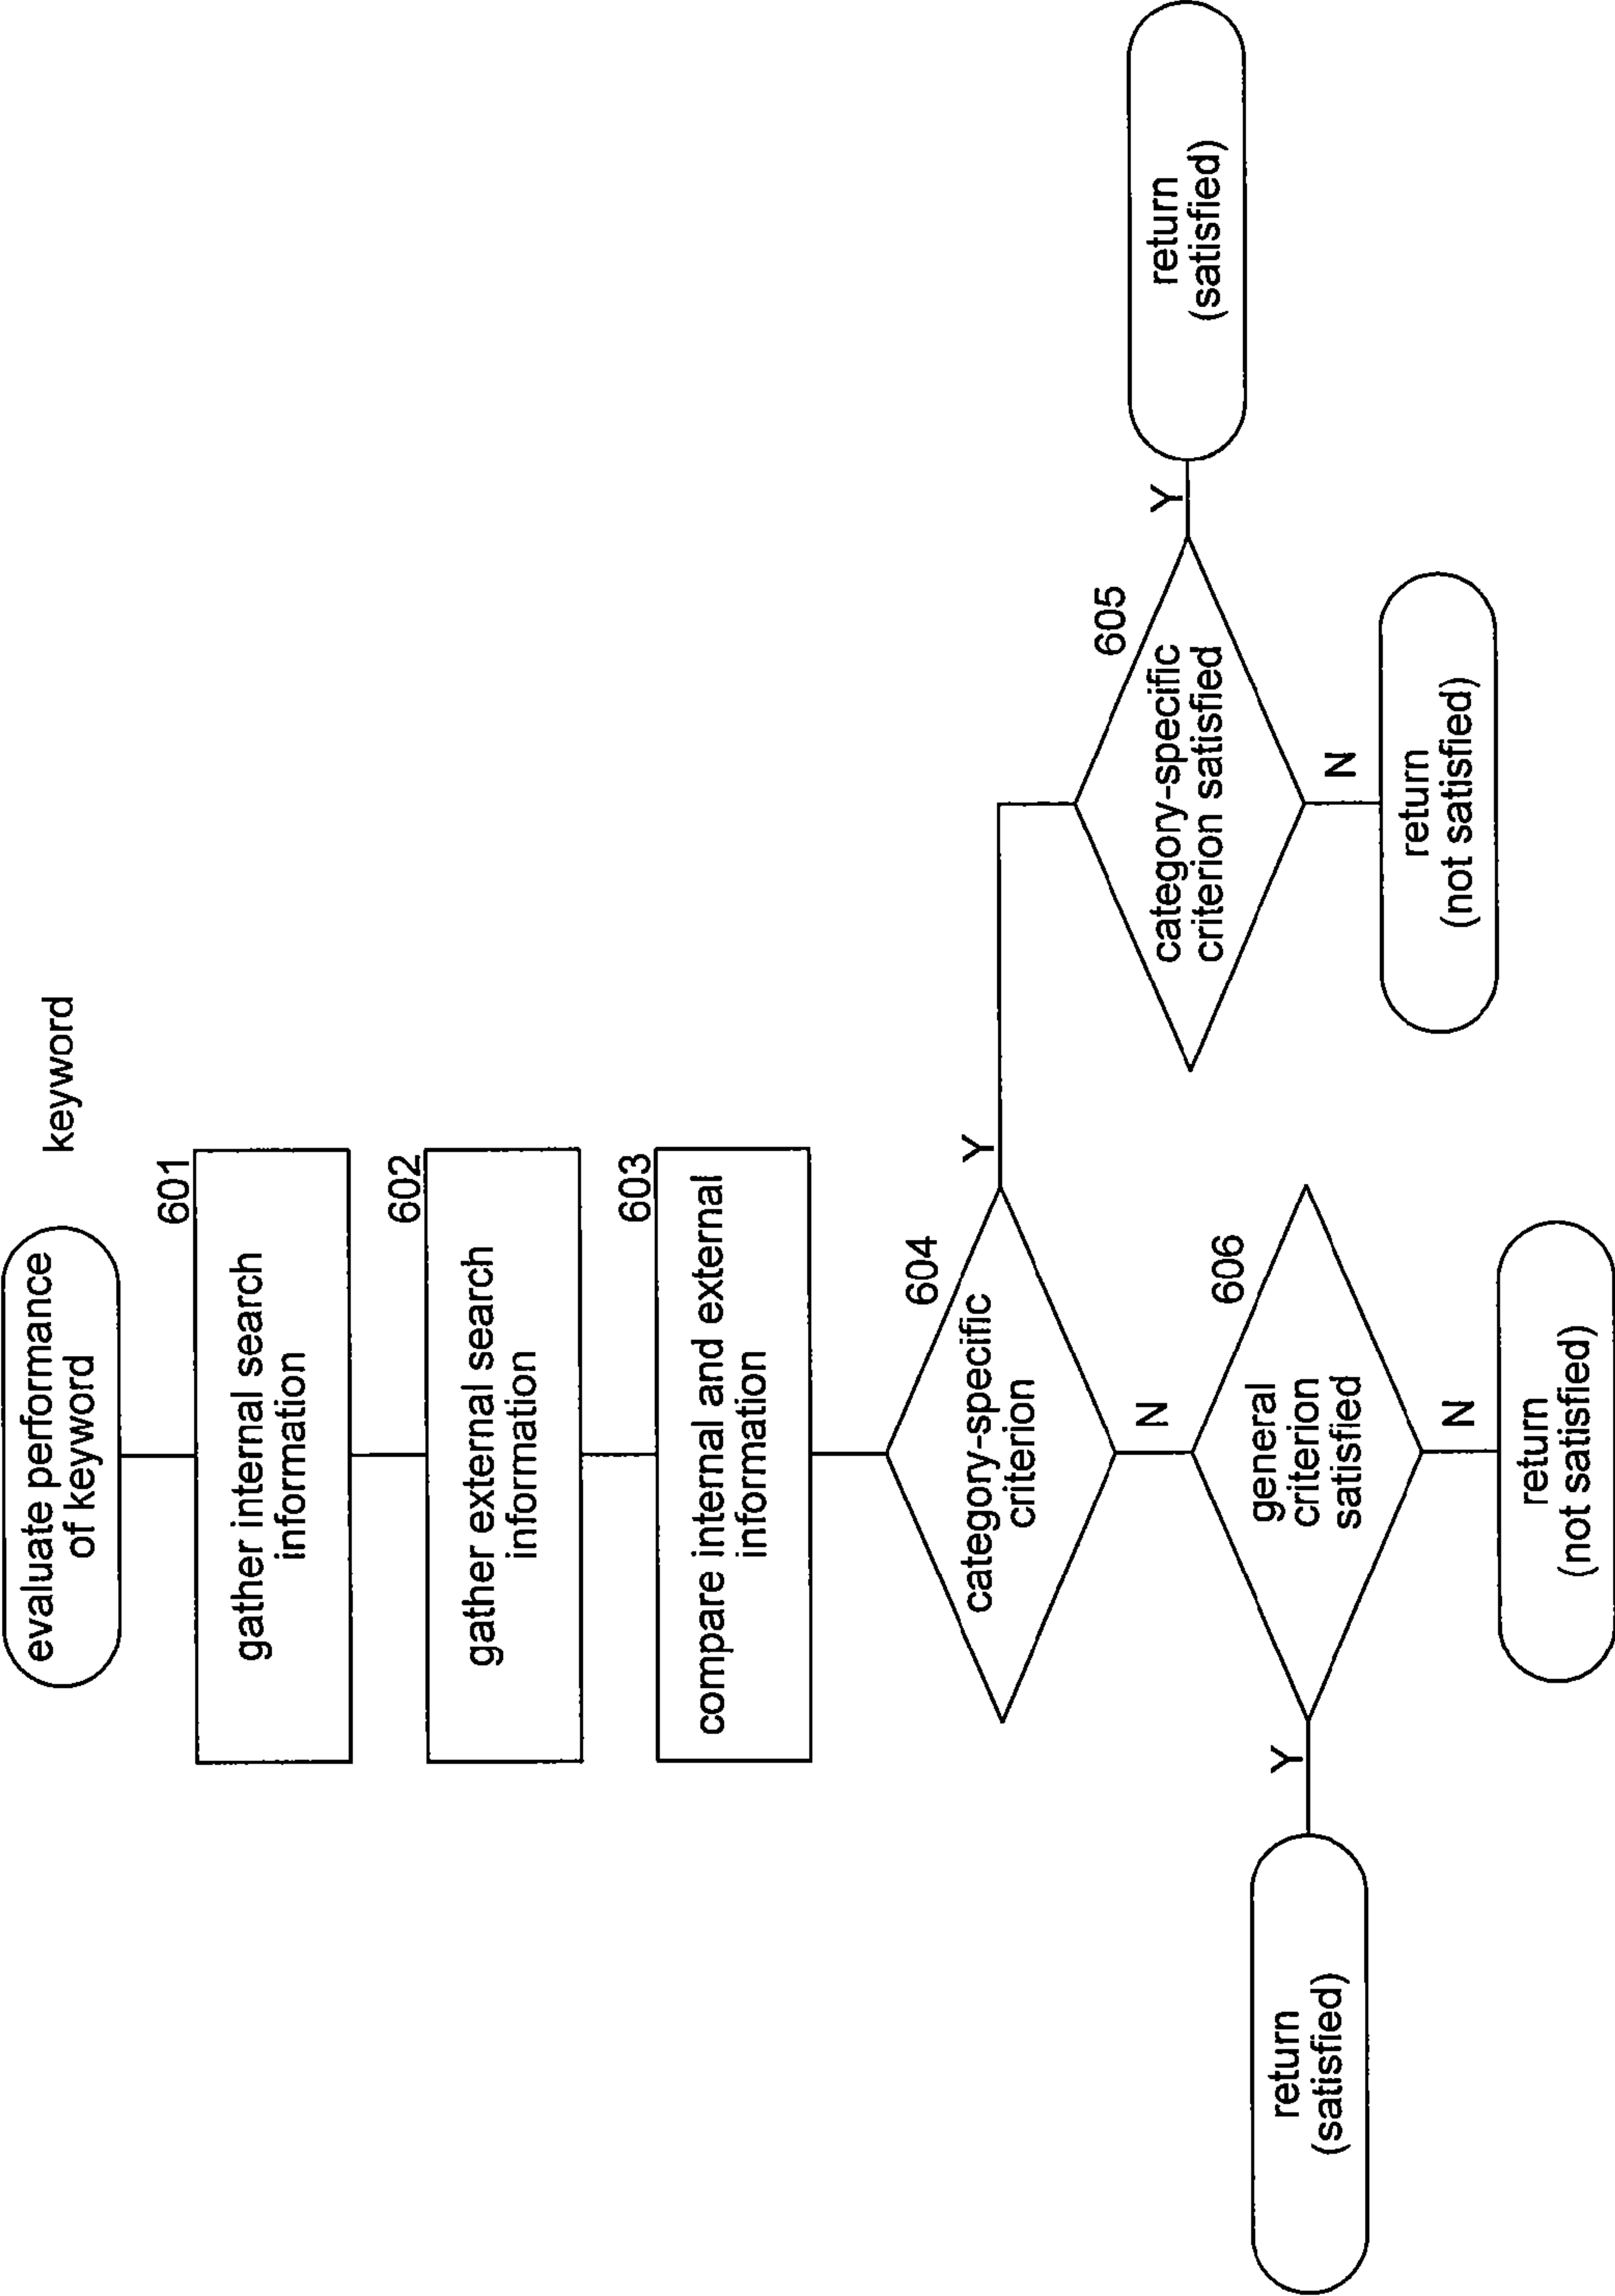 evaluate performance
of keyword
keyword
601
gather internal search
information
602
gather external search
information
603
compare internal and external
information
604
category-specific
criterion
Y
N
605
category-specific
criterion satisfied
Y
return
(satisfied)
N
return
(not satisfied)
606
general
criterion
satisfied
Y
return
(satisfied)
N
return
(not satisfied)